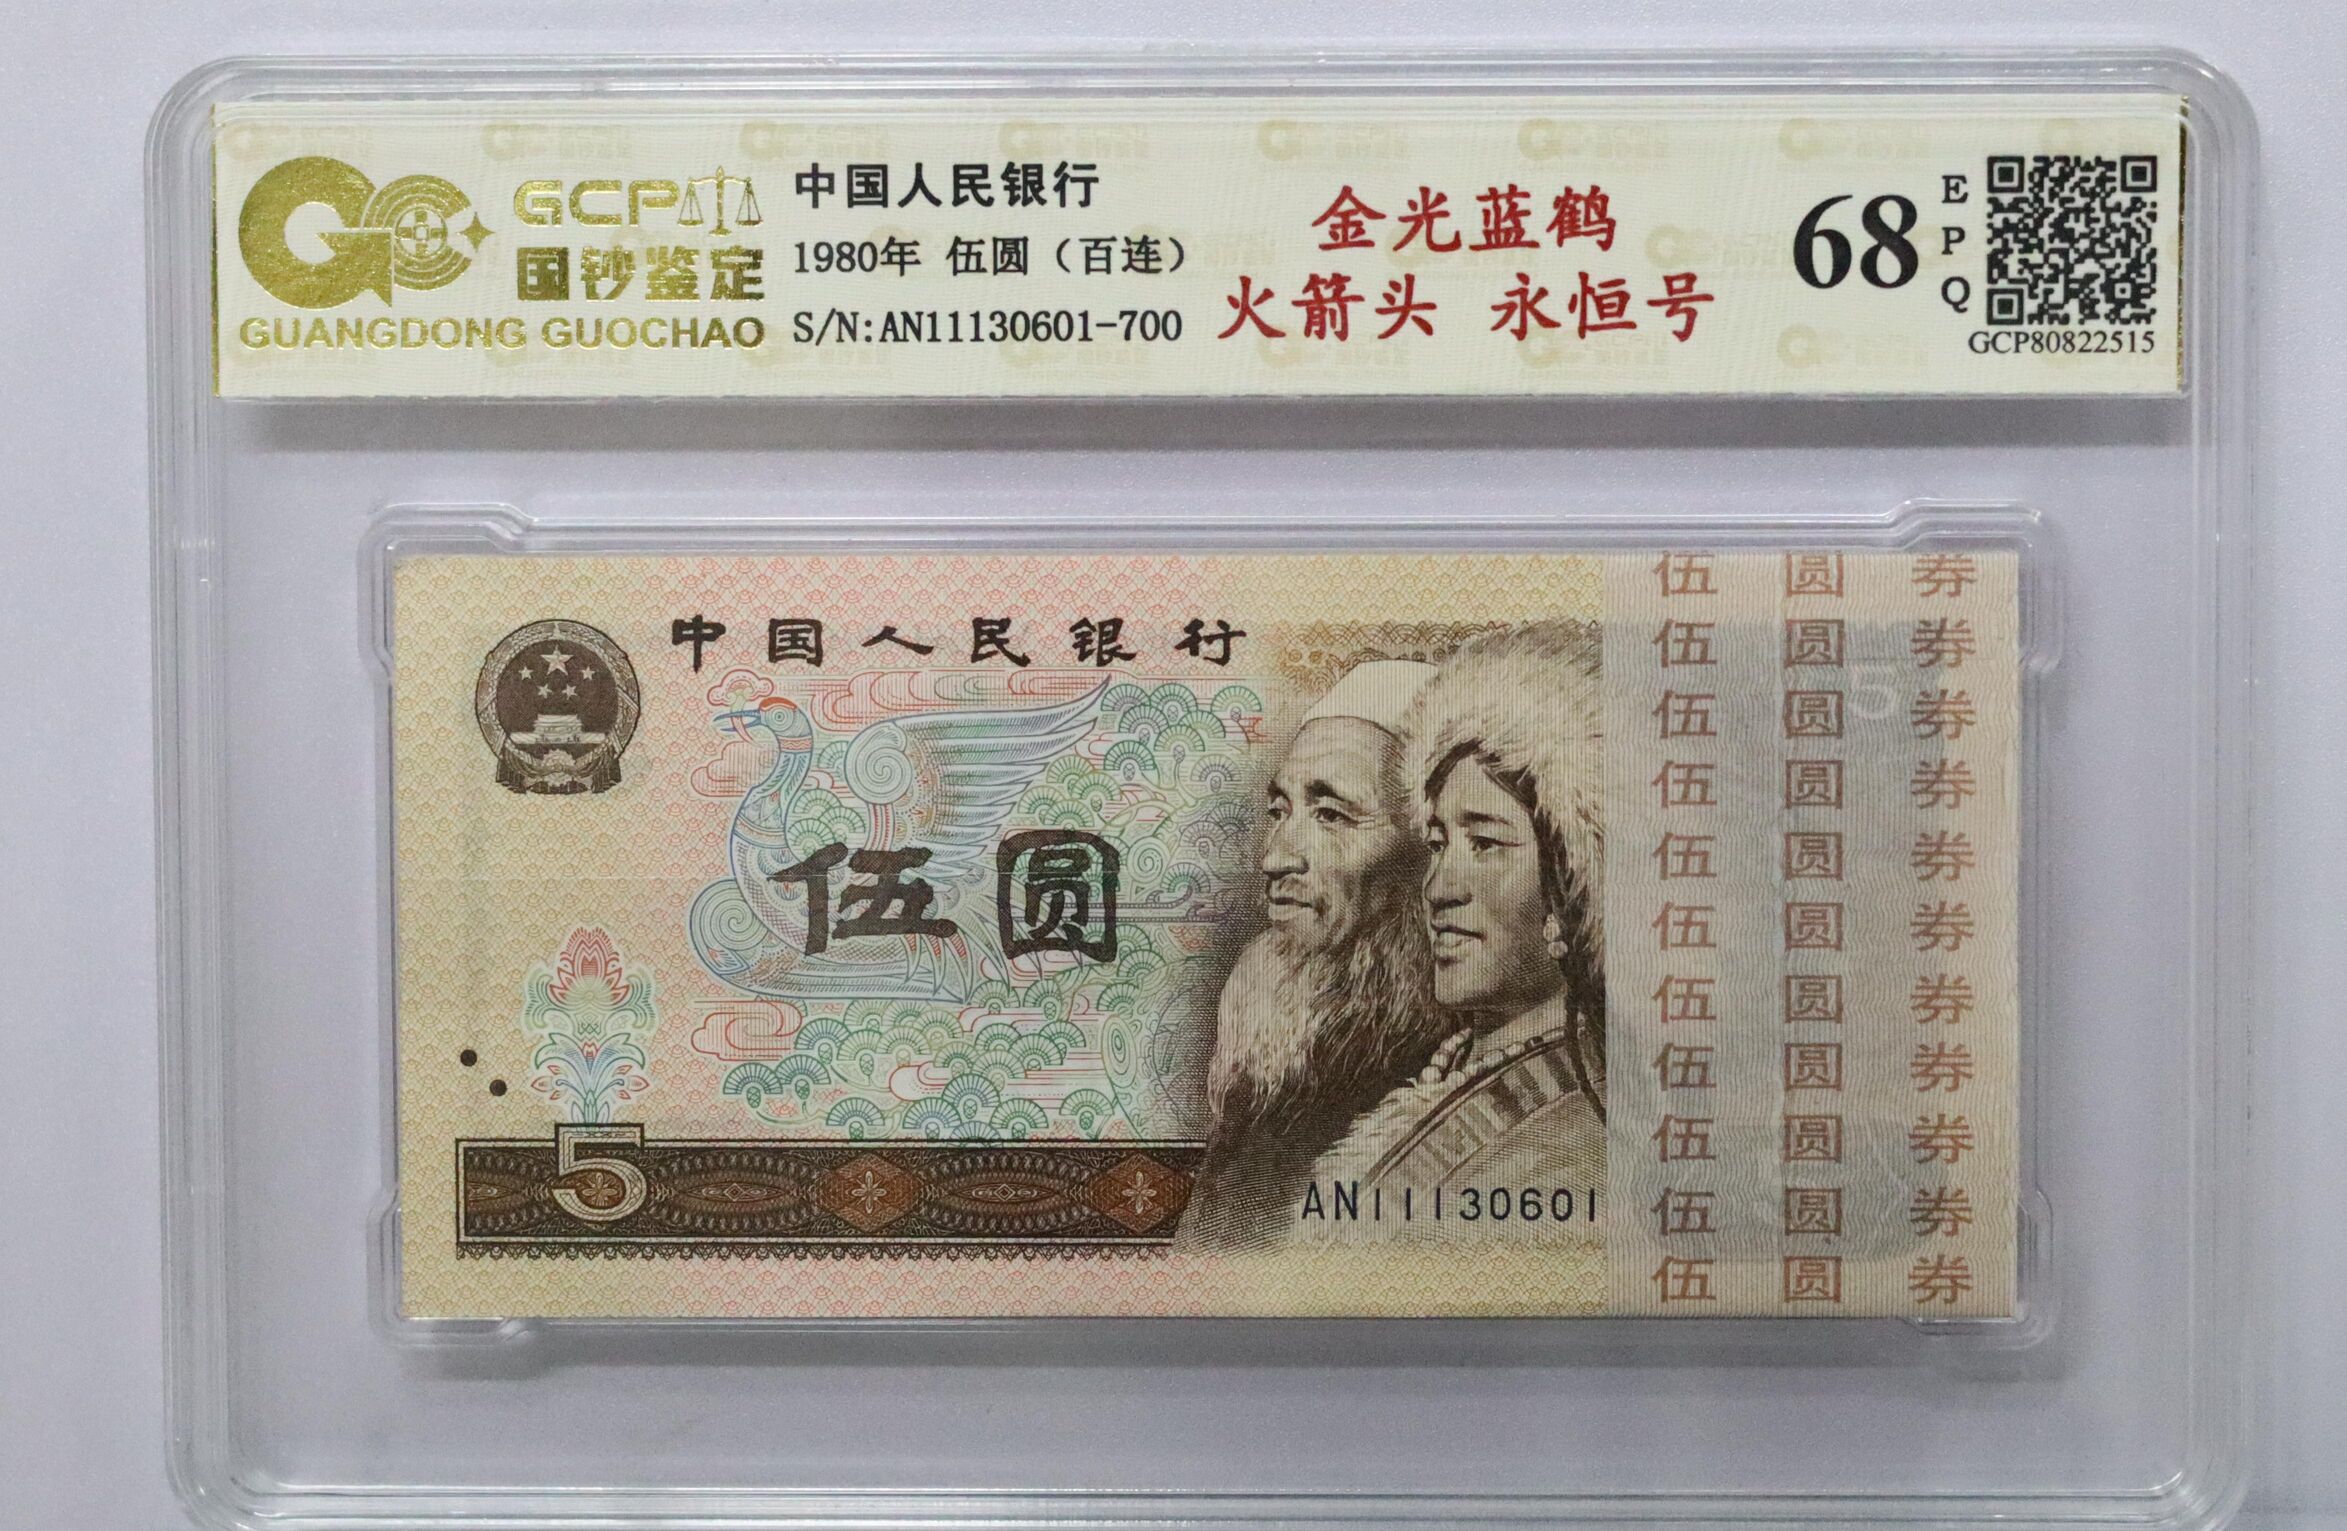 GCP
国钞鉴定
GUANGDONG GUOCHAO
中国人民银行
1980年 伍圆（百连）
S/N:AN11130601-700
金光蓝鹤
火箭头 永恒号
68
E
P
Q
GCP80822515
中国人民银行
伍圆
5
AN11130601
伍 圆 券
伍 圆 券
伍 圆 券
伍 圆 券
伍 圆 券
伍 圆 券
伍 圆 券
伍 圆 券
伍 圆 券
伍 圆 券
伍 圆 券